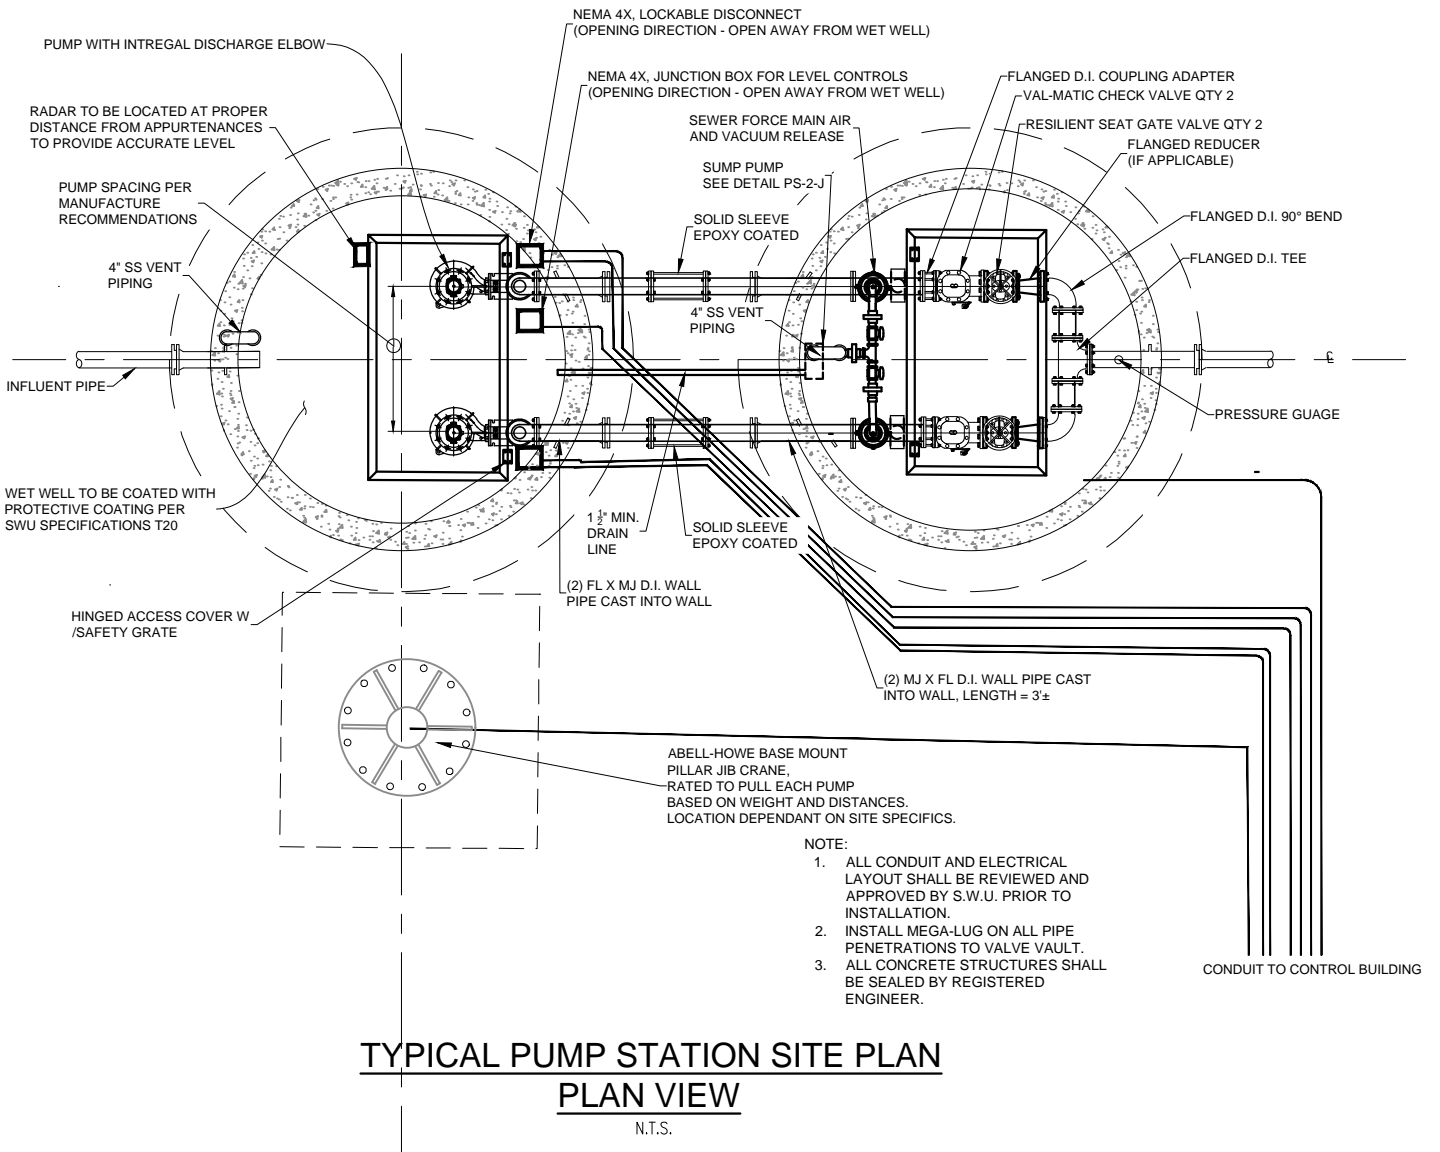 NEMA 4X, LOCKABLE DISCONNECT
(OPENING DIRECTION - OPEN AWAY FROM WET WELL)
PUMP WITH INTREGAL DISCHARGE ELBOW
NEMA 4X, JUNCTION BOX FOR LEVEL CONTROLS
(OPENING DIRECTION - OPEN AWAY FROM WET WELL)
FLANGED D.I. COUPLING ADAPTER
VAL-MATIC CHECK VALVE QTY 2
RADAR TO BE LOCATED AT PROPER
DISTANCE FROM APPURTENANCES
TO PROVIDE ACCURATE LEVEL
SEWER FORCE MAIN AIR
AND VACUUM RELEASE
RESILIENT SEAT GATE VALVE QTY 2
FLANGED REDUCER
(IF APPLICABLE)
SUMP PUMP
SEE DETAIL PS-2-J
PUMP SPACING PER
MANUFACTURE
RECOMMENDATIONS
SOLID SLEEVE
EPOXY COATED
FLANGED D.I. 90° BEND
FLANGED D.I. TEE
4" SS VENT
PIPING
4" SS VENT
PIPING
INFLUENT PIPE
PRESSURE GUAGE
WET WELL TO BE COATED WITH
PROTECTIVE COATING PER
SWU SPECIFICATIONS T20
1 1/2" MIN.
DRAIN
LINE
SOLID SLEEVE
EPOXY COATED
(2) FL X MJ D.I. WALL
PIPE CAST INTO WALL
HINGED ACCESS COVER W
/SAFETY GRATE
(2) MJ X FL D.I. WALL PIPE CAST
INTO WALL, LENGTH = 3'±
ABELL-HOWE BASE MOUNT
PILLAR JIB CRANE,
RATED TO PULL EACH PUMP
BASED ON WEIGHT AND DISTANCES.
LOCATION DEPENDANT ON SITE SPECIFICS.
NOTE:
1. ALL CONDUIT AND ELECTRICAL
LAYOUT SHALL BE REVIEWED AND
APPROVED BY S.W.U. PRIOR TO
INSTALLATION.
2. INSTALL MEGA-LUG ON ALL PIPE
PENETRATIONS TO VALVE VAULT.
3. ALL CONCRETE STRUCTURES SHALL
BE SEALED BY REGISTERED
ENGINEER.
CONDUIT TO CONTROL BUILDING
TYPICAL PUMP STATION SITE PLAN
PLAN VIEW
N.T.S.